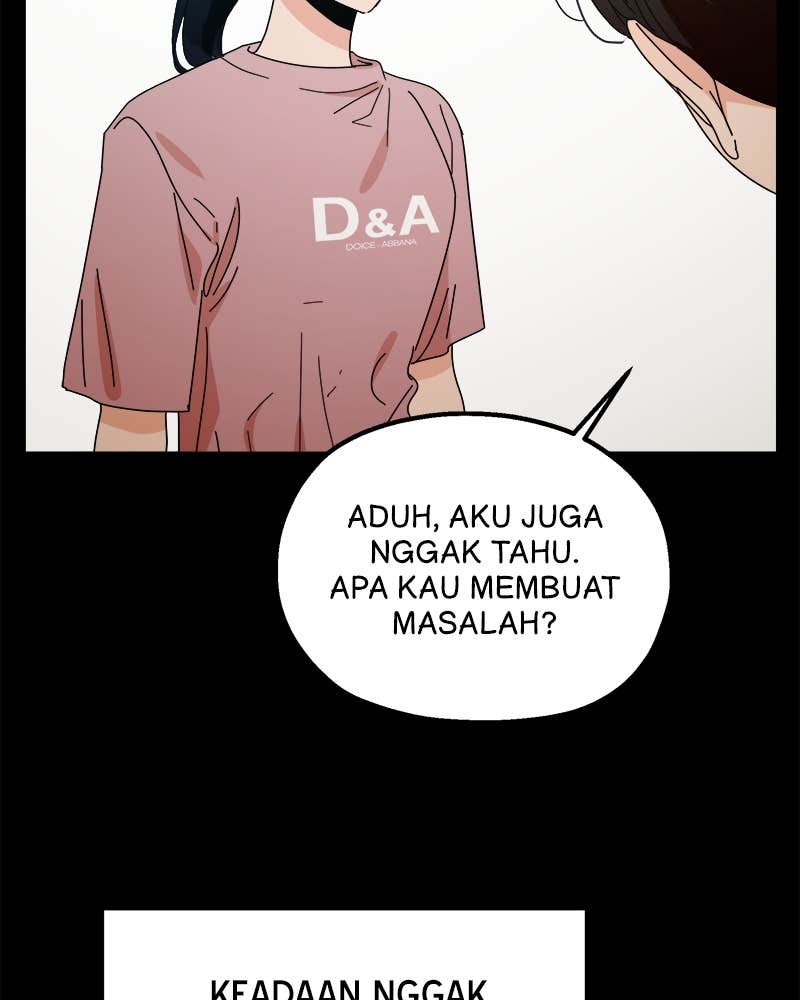 D&A
DOICE - ABBANA
ADUH, AKU JUGA
NGGAK TAHU.
APA KAU MEMBUAT
MASALAH?
KEADAAN NGGAK